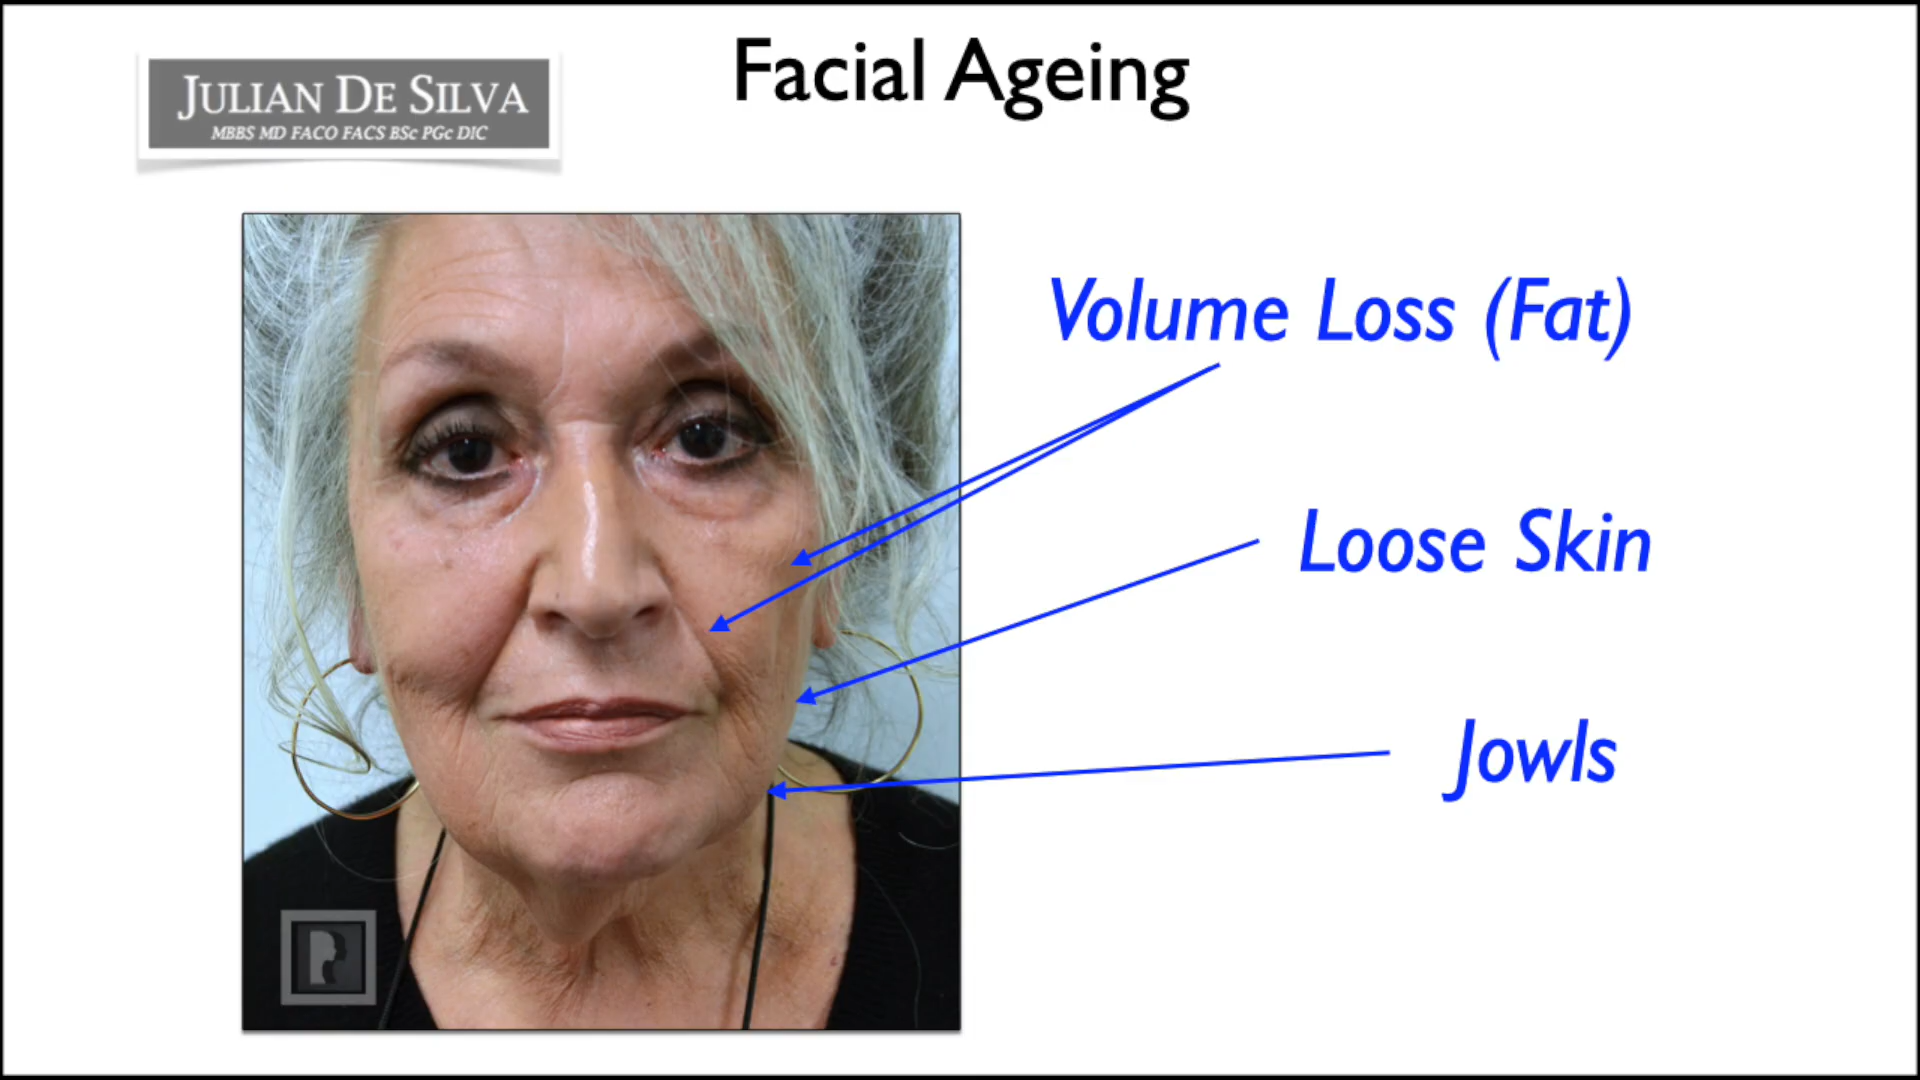 Facial Ageing
JULIAN DE SILVA
MBBS MD FACO FACS BSc PGc DIC
Volume Loss (Fat)
Loose Skin
Jowls